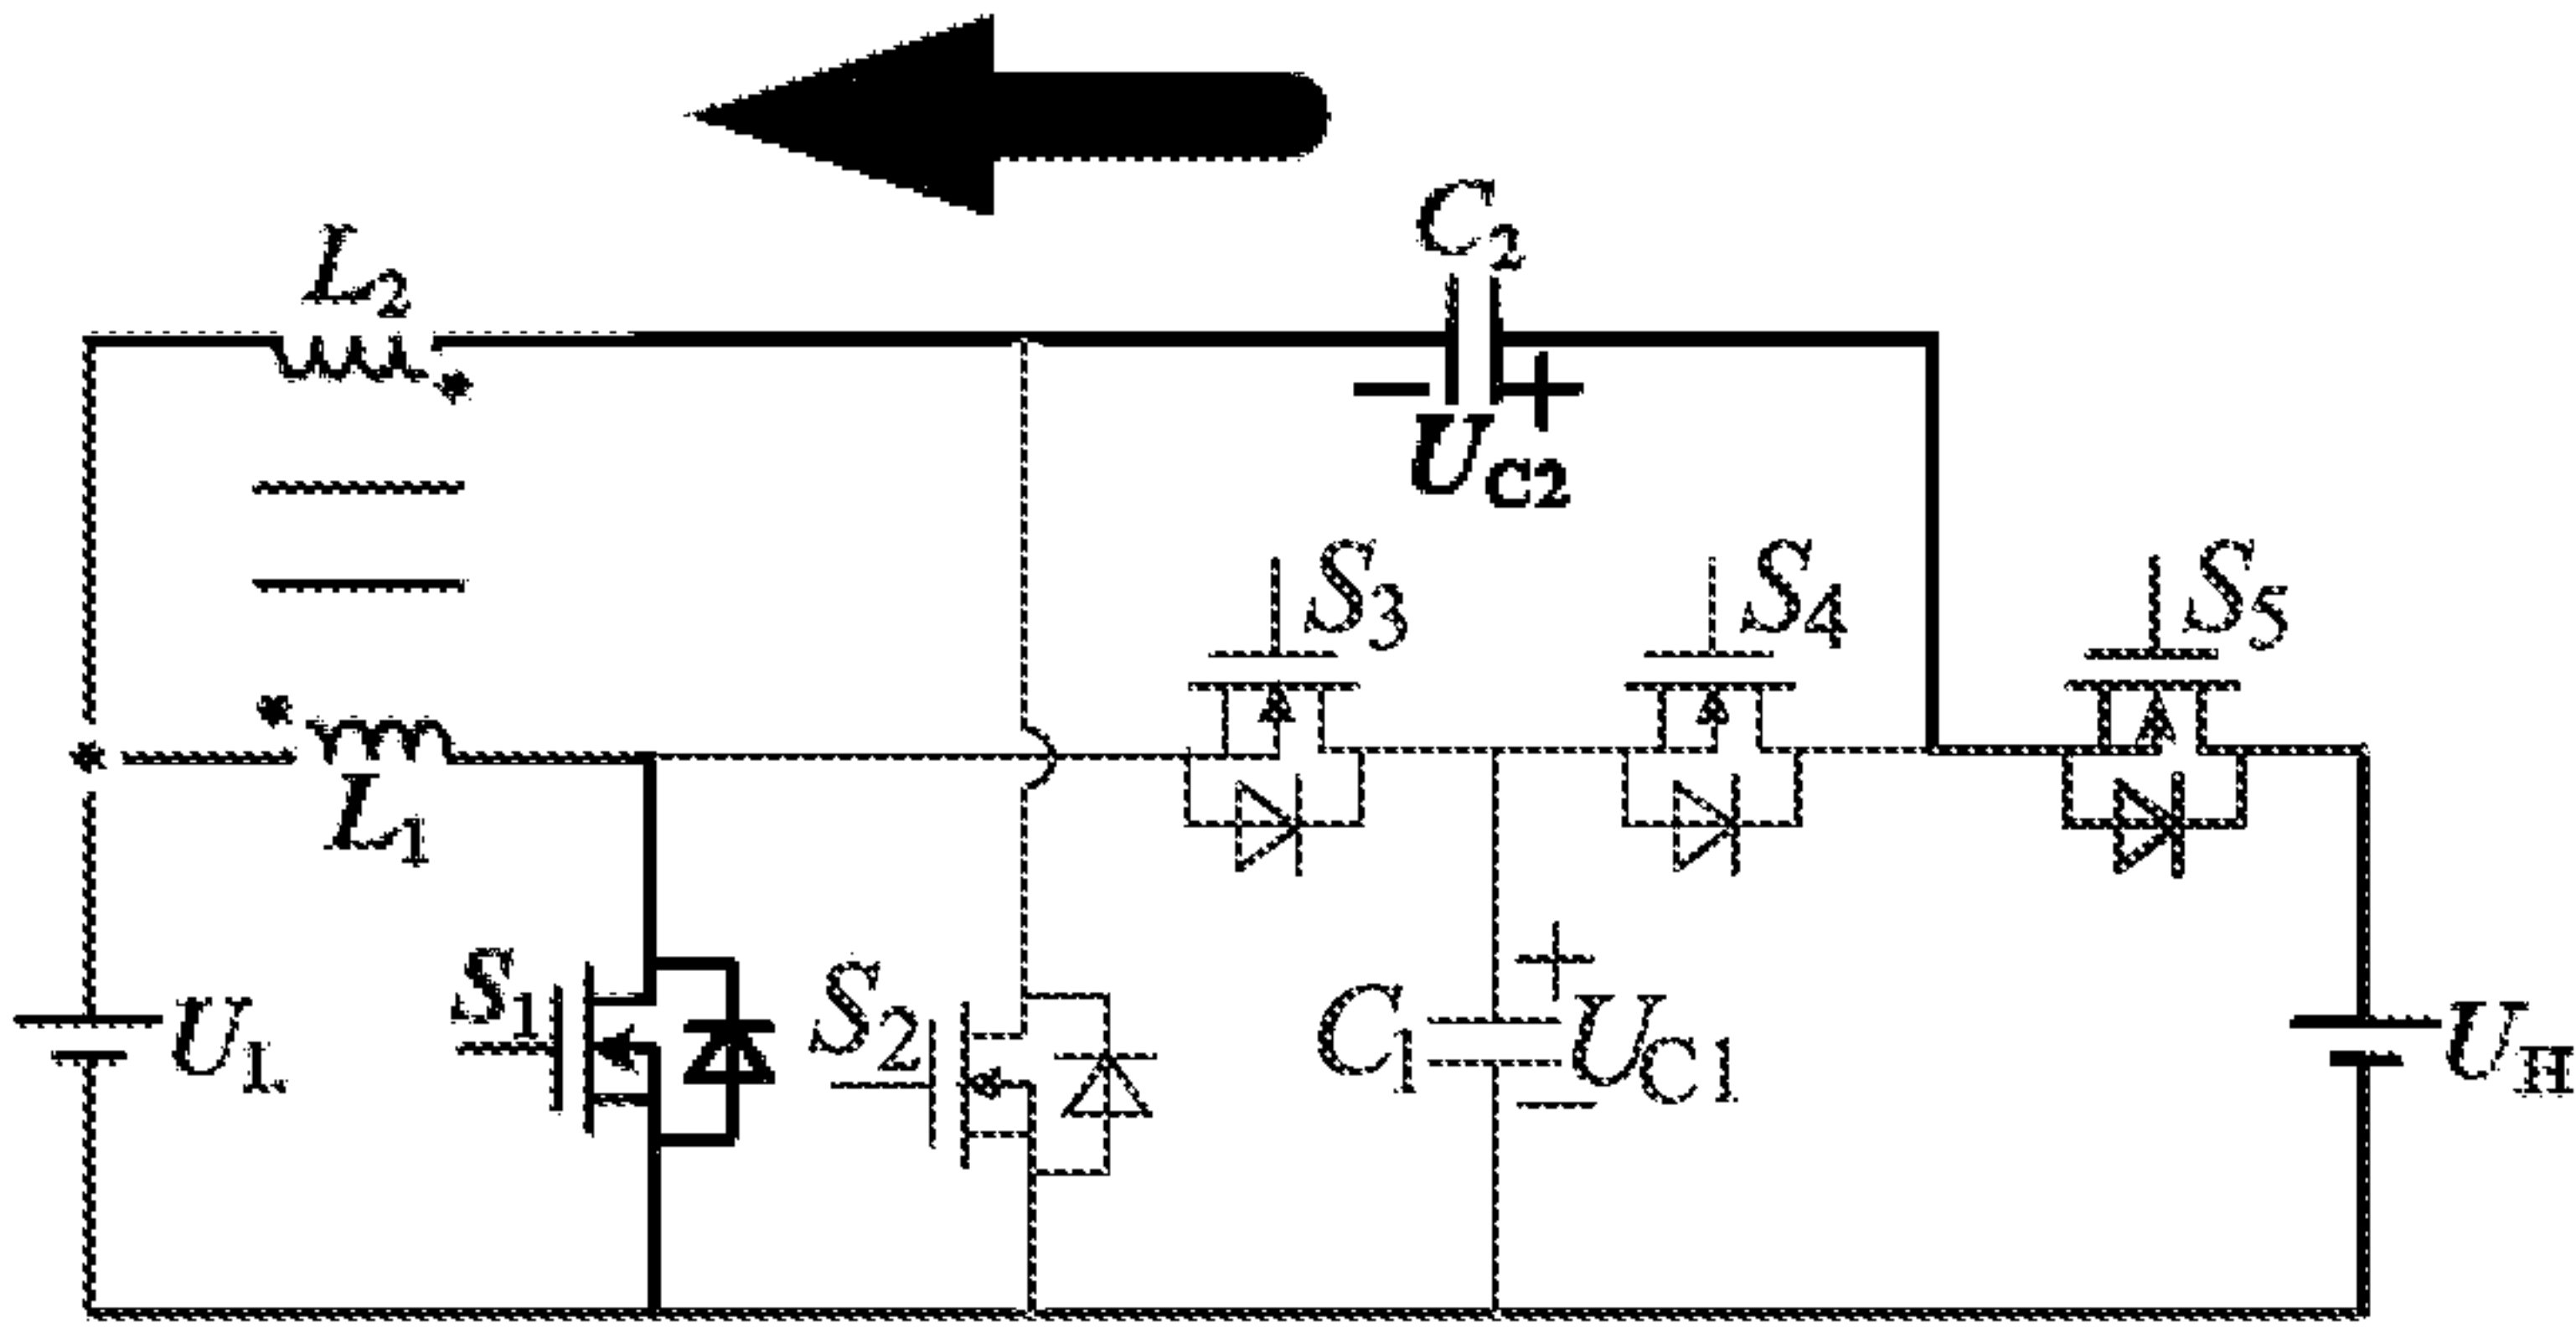 C2
L2
− +
UC2
S3 S4 S5
* 
*
* L1
S1 S2
+
UL C1 UC1 UH
−